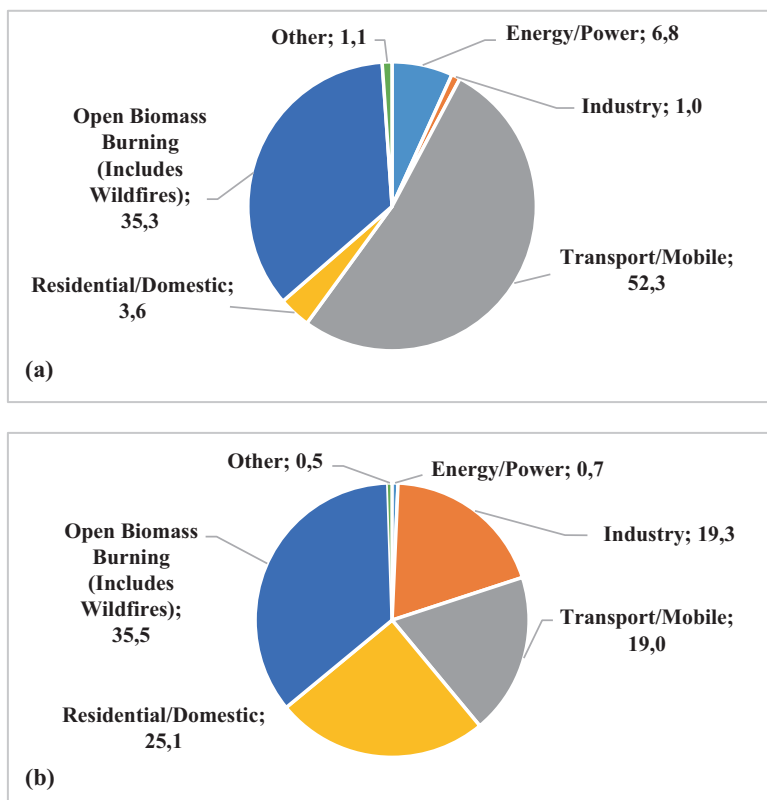 Other; 1,1
Energy/Power; 6,8
Industry; 1,0
Open Biomass
Burning
(Includes
Wildfires);
35,3
Transport/Mobile;
52,3
Residential/Domestic;
3,6
(a)
Other; 0,5
Energy/Power; 0,7
Industry; 19,3
Open Biomass
Burning
(Includes
Wildfires);
35,5
Transport/Mobile;
19,0
Residential/Domestic;
25,1
(b)